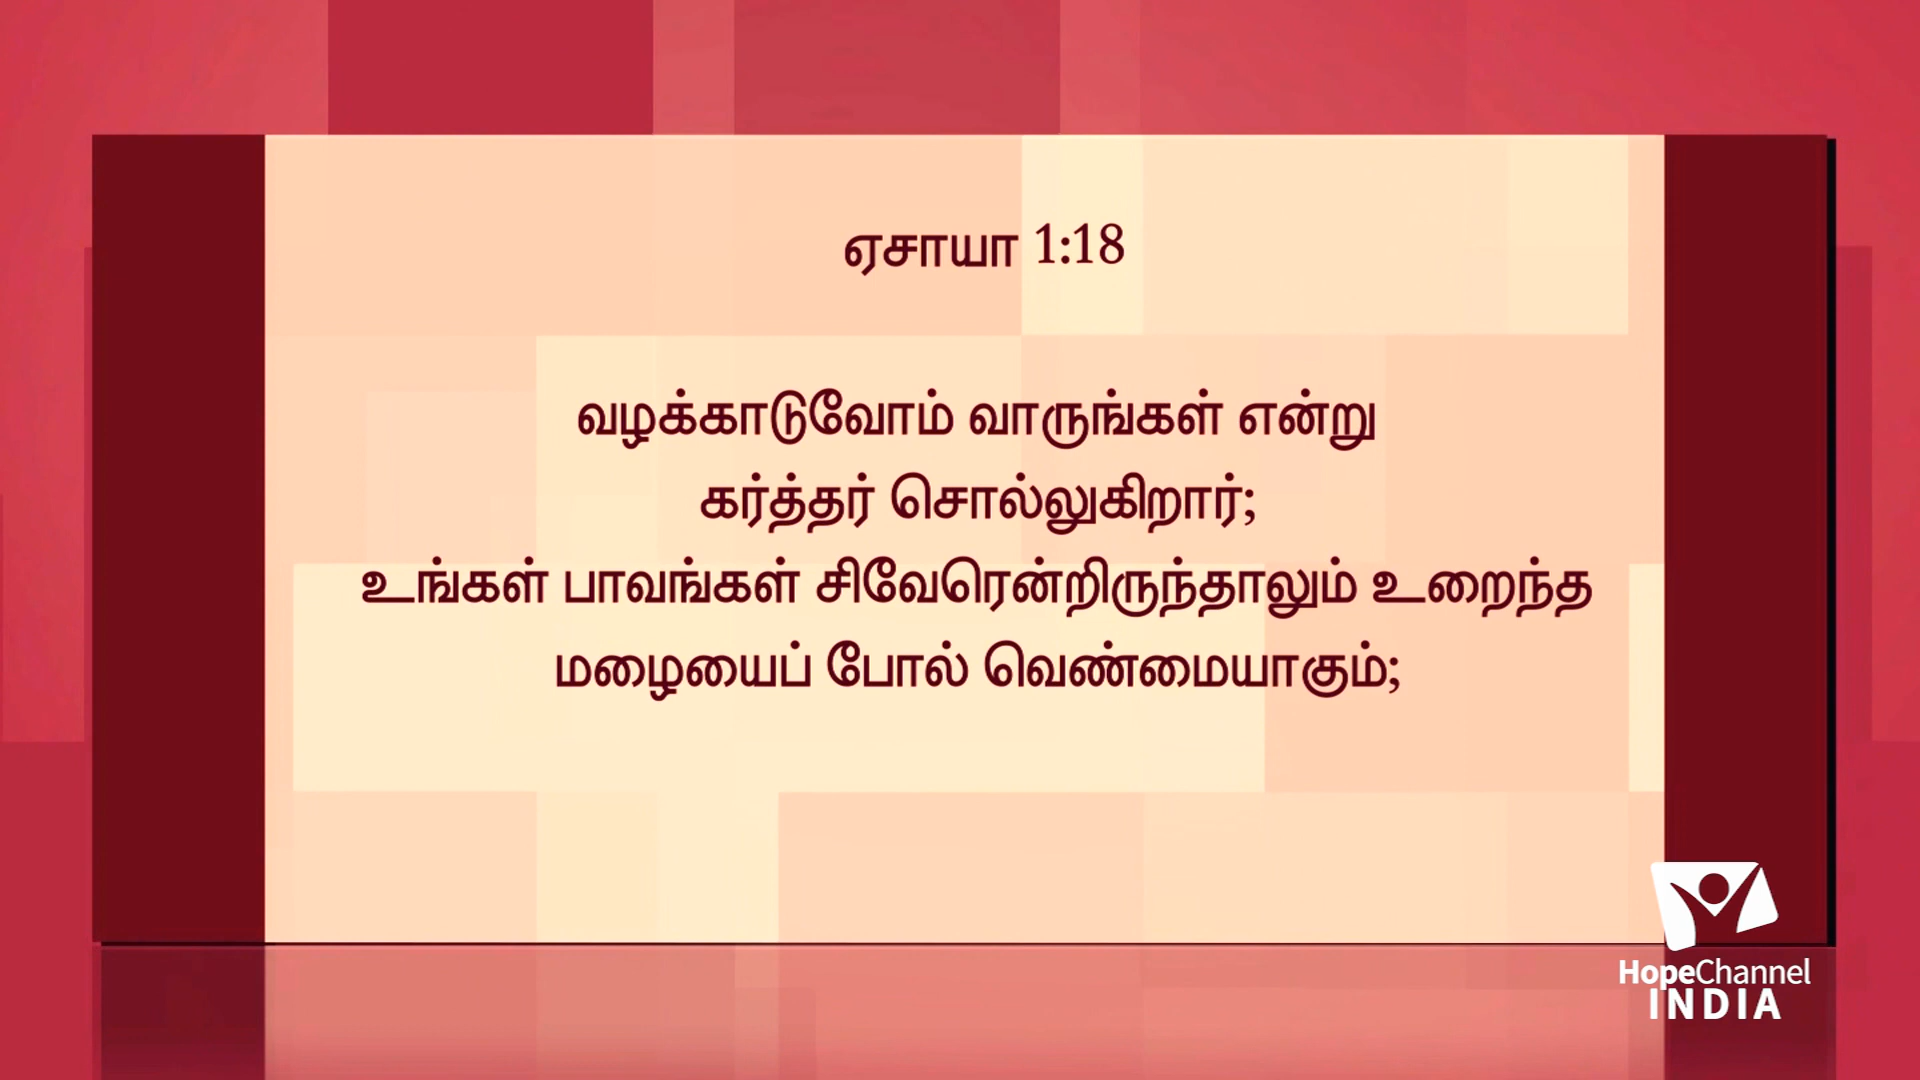 ஏசாயா 1:18
வழக்காடுவோம் வாருங்கள் என்று
கர்த்தர் சொல்லுகிறார்;
உங்கள் பாவங்கள் சிவேரென்றிருந்தாலும் உறைந்த
மழையைப் போல் வெண்மையாகும்;
HopeChannel
INDIA